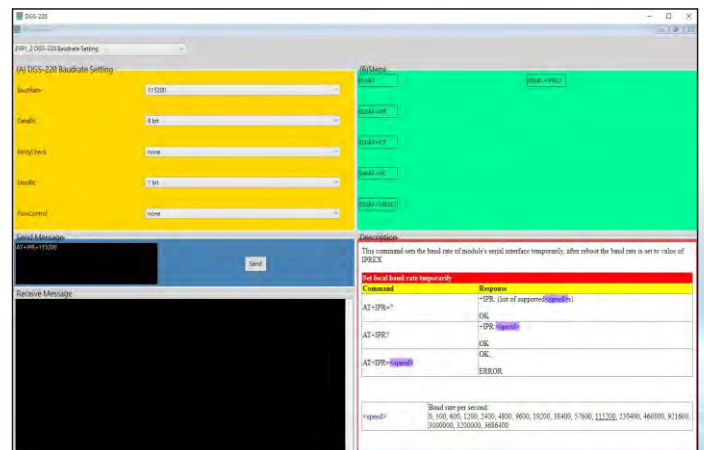 DGS-220
EXP1_2 DGS-220 Baudrate Setting
(A) DGS-220 Baudrate Setting
BaudRate
115200
DataBit
8 bit
ParityCheck
none
StopBit
1 bit
FlowControl
none
(B)Steps
Send Message
AT+IPR=115200
Send
Receive Message
Description
This command sets the baud rate of module's serial interface temporarily, after reboot the baud rate is set to value of
IPREX
Set local baud rate temporarily
Command
Response
AT+IPR=?
+IPR: (list of supported<speed>s)
OK
AT+IPR?
+IPR:<speed>
OK
AT+IPR=<speed>
OK
ERROR
<speed>
Baud rate per second:
0, 300, 600, 1200, 2400, 4800, 9600, 19200, 38400, 57600, 115200, 230400, 460800, 921600,
3000000, 3200000, 3686400